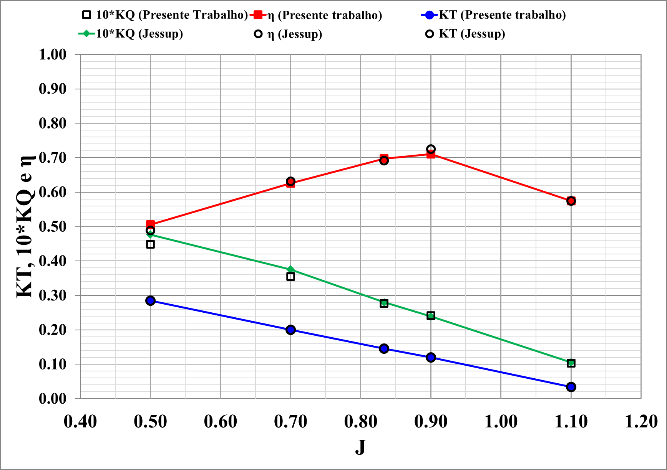 10*KQ (Presente Trabalho) η (Presente trabalho) KT (Presente trabalho)
10*KQ (Jessup) η (Jessup) KT (Jessup)
KT, 10*KQ e η
1.00
0.90
0.80
0.70
0.60
0.50
0.40
0.30
0.20
0.10
0.00
0.40 0.50 0.60 0.70 0.80 0.90 1.00 1.10 1.20
J